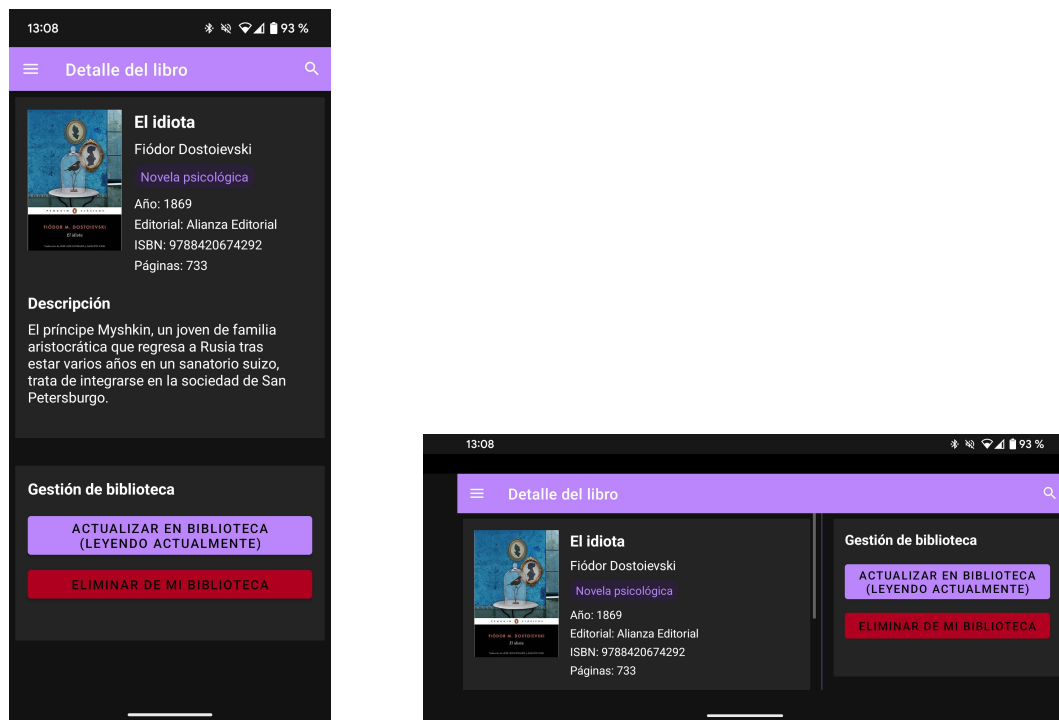 13:08
93 %
Detalle del libro
El idiota
Fiódor Dostoievski
Novela psicológica
Año: 1869
Editorial: Alianza Editorial
ISBN: 9788420674292
Páginas: 733
FIÓDOR M. DOSTOIEVSKI
El idiota
Descripción
El príncipe Myshkin, un joven de familia
aristocrática que regresa a Rusia tras
estar varios años en un sanatorio suizo,
trata de integrarse en la sociedad de San
Petersburgo.
Gestión de biblioteca
ACTUALIZAR EN BIBLIOTECA
(LEYENDO ACTUALMENTE)
ELIMINAR DE MI BIBLIOTECA
13:08
93 %
Detalle del libro
El idiota
Fiódor Dostoievski
Novela psicológica
Año: 1869
Editorial: Alianza Editorial
ISBN: 9788420674292
Páginas: 733
FIÓDOR M. DOSTOIEVSKI
El idiota
Gestión de biblioteca
ACTUALIZAR EN BIBLIOTECA
(LEYENDO ACTUALMENTE)
ELIMINAR DE MI BIBLIOTECA